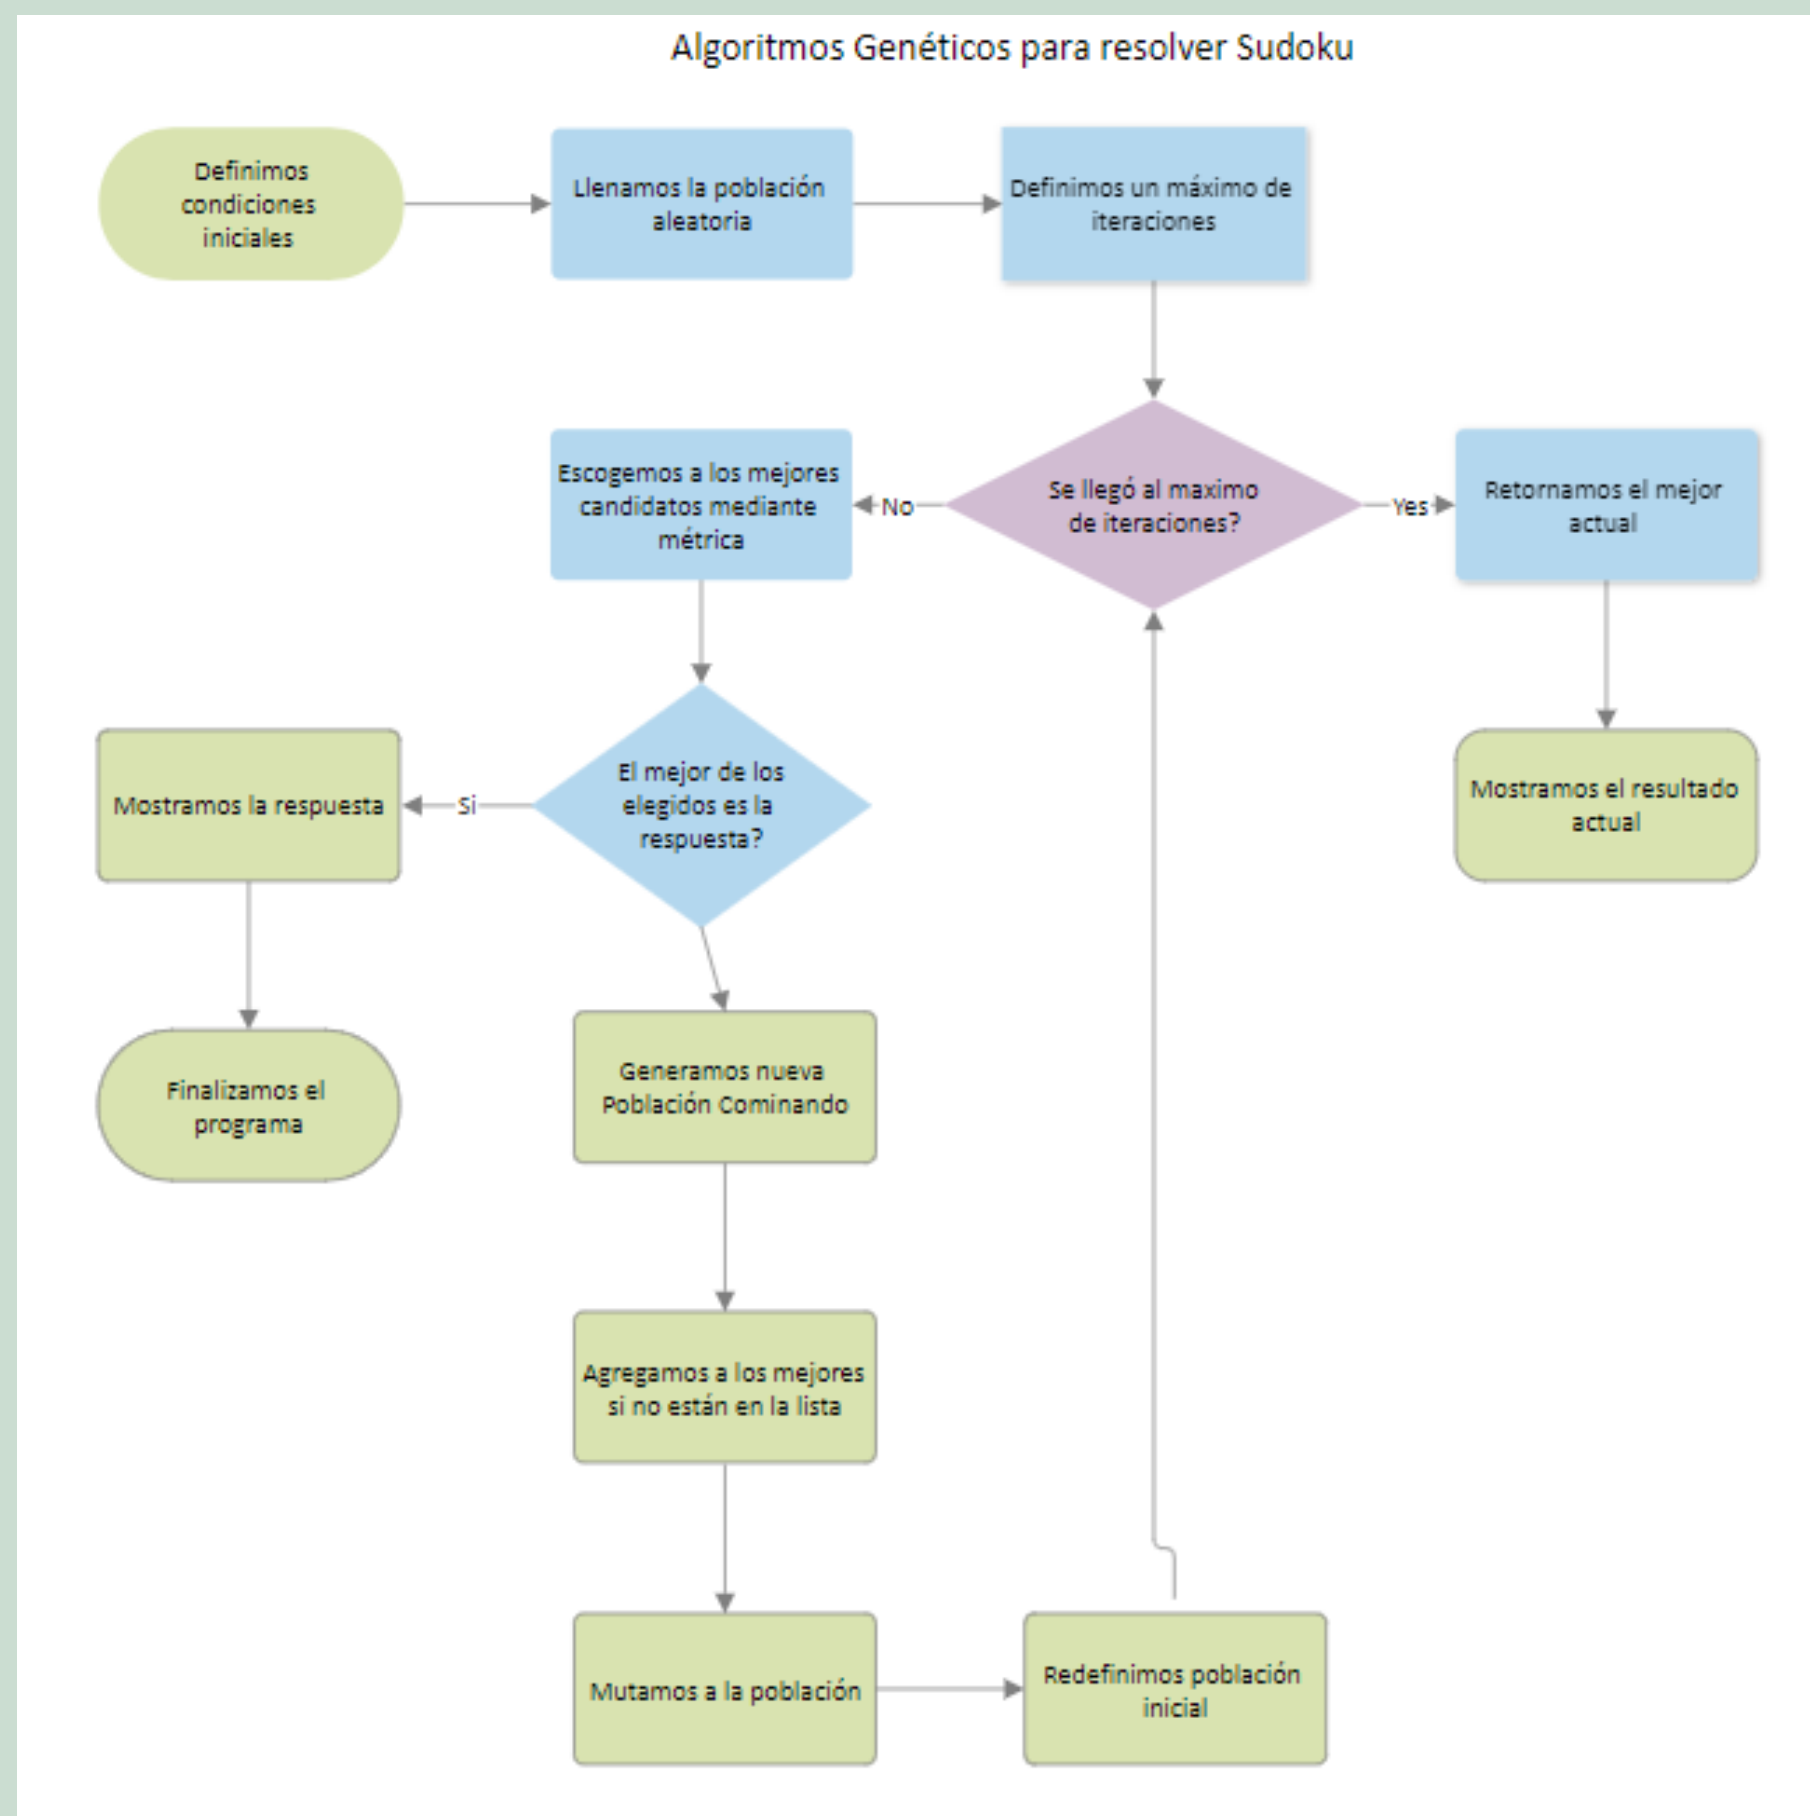 Algoritmos Genéticos para resolver Sudoku
Definimos
condiciones
iniciales
Llenamos la población
aleatoria
Definimos un máximo de
iteraciones
Escogemos a los mejores
candidatos mediante
métrica
No
Se llegó al maximo
de iteraciones?
Yes
Retornamos el mejor
actual
Mostramos la respuesta
Si
El mejor de los
elegidos es la
respuesta?
Mostramos el resultado
actual
Finalizamos el
programa
Generamos nueva
Población Cominando
Agregamos a los mejores
si no están en la lista
Mutamos a la población
Redefinimos población
inicial